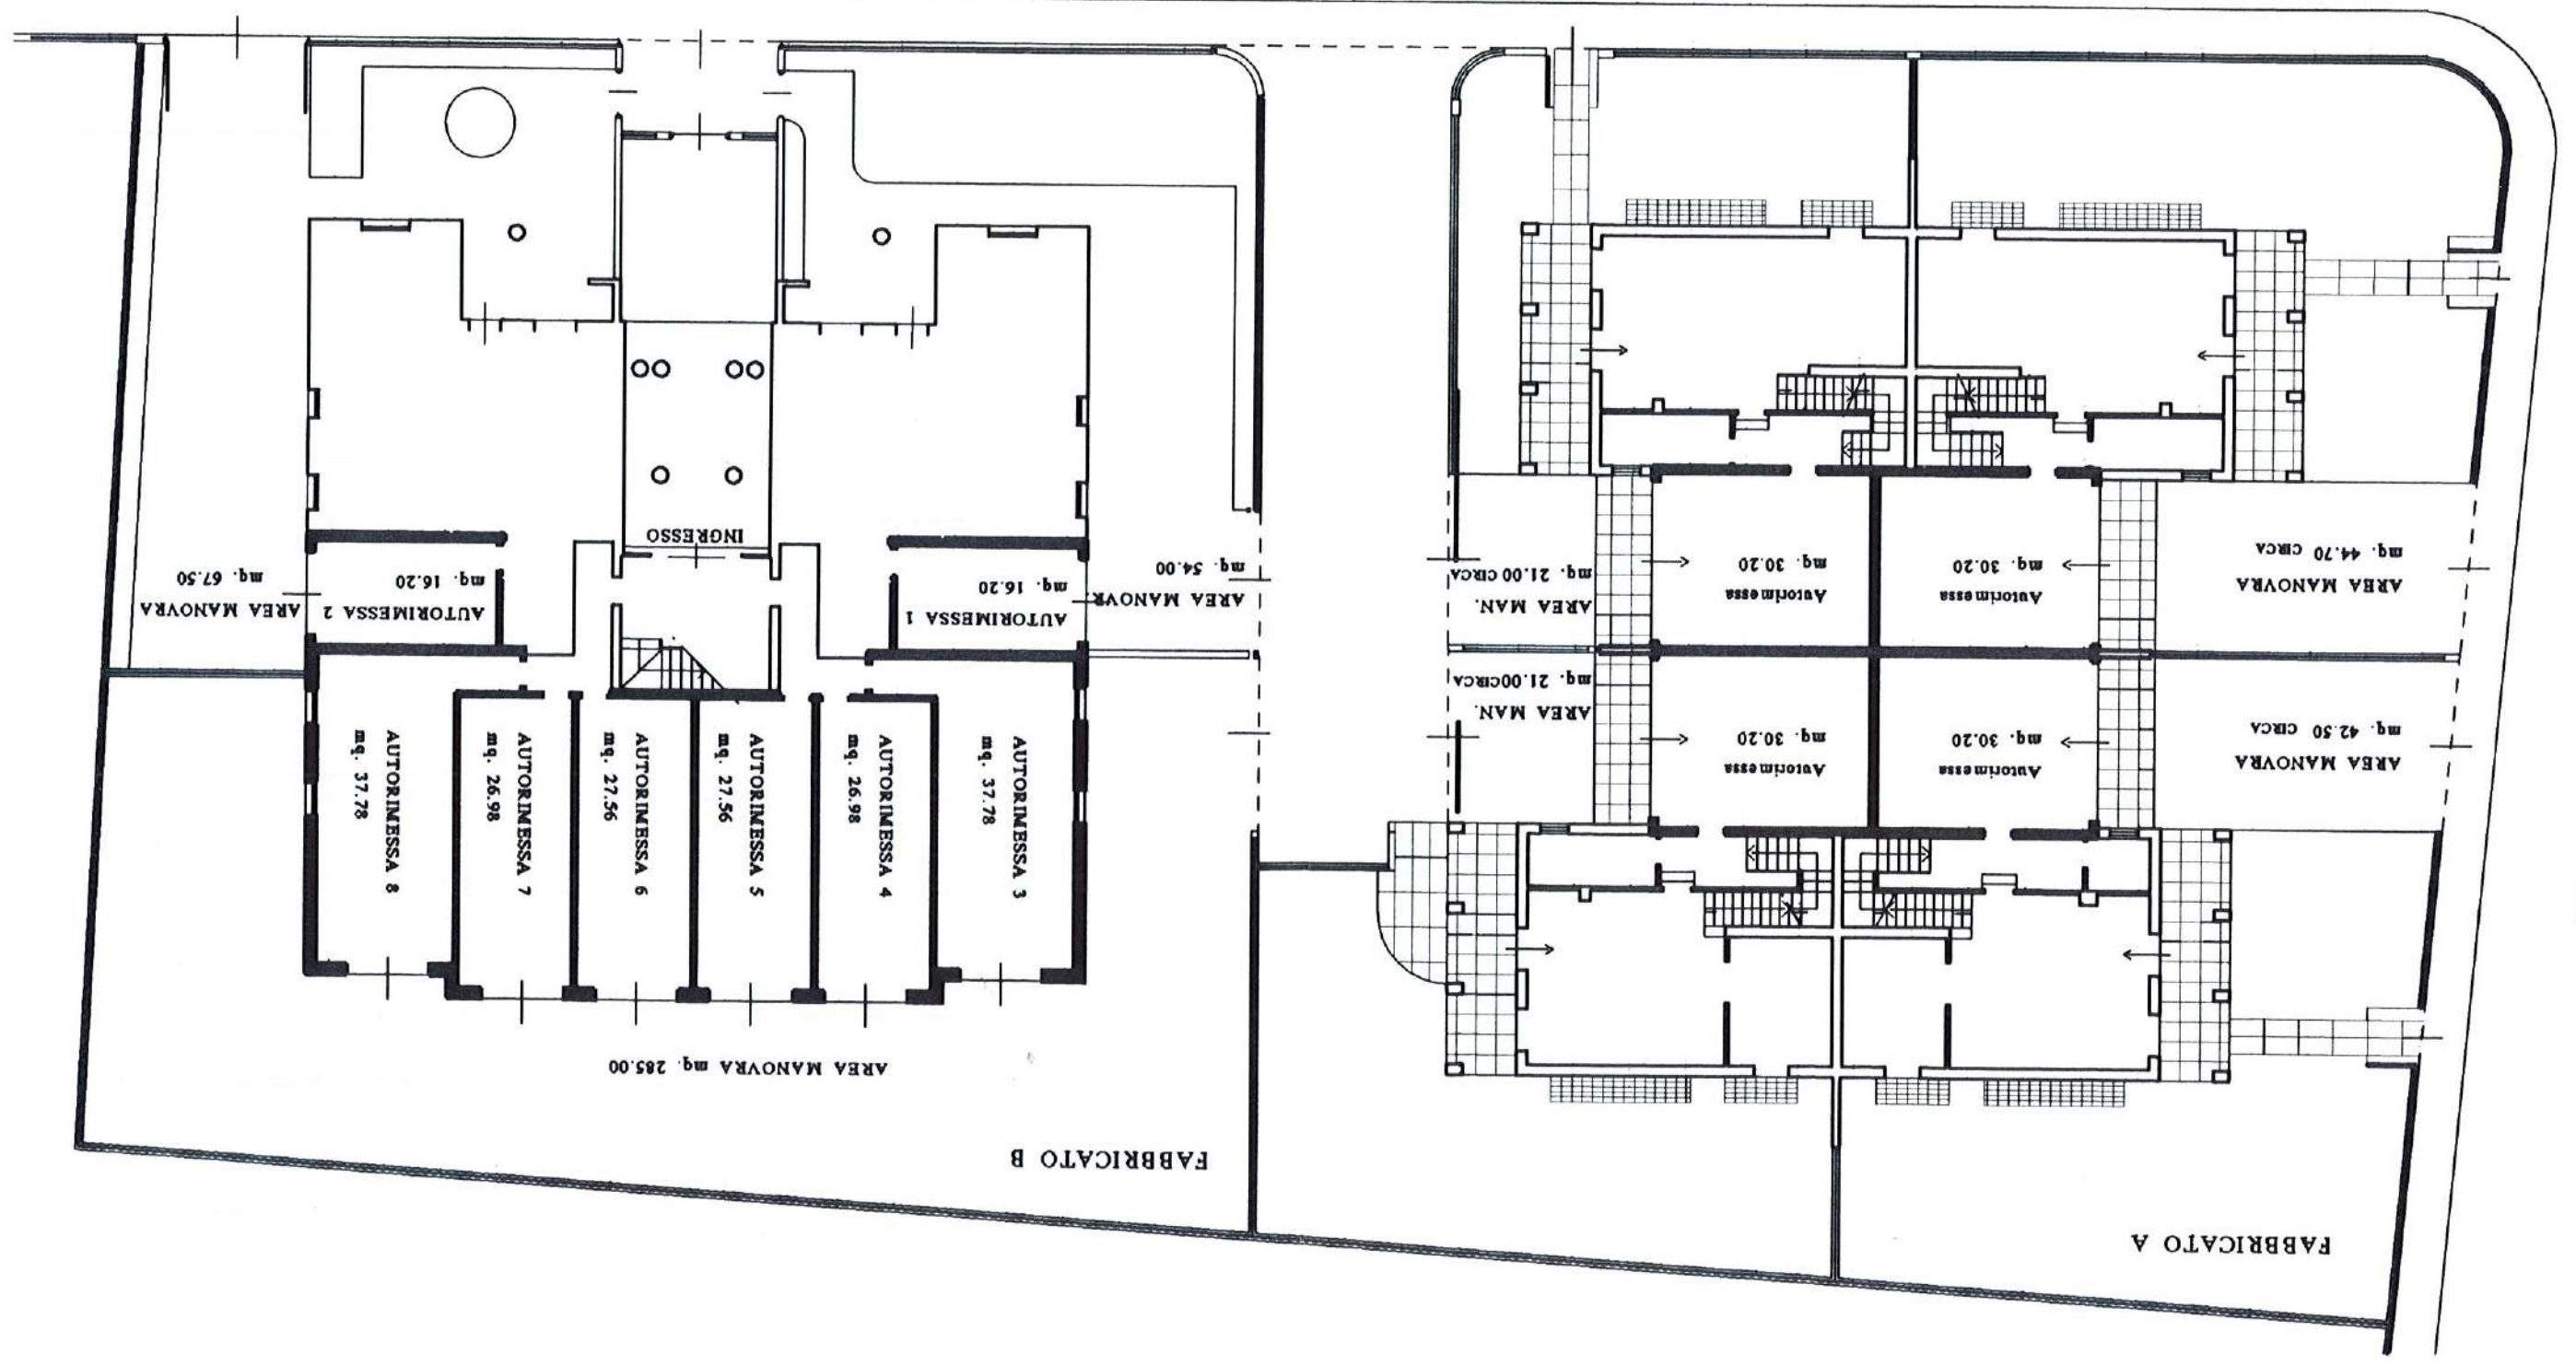 FABBRICATO A
FABBRICATO B
AREA MANOVRA mq. 285.00
AREA MANOVRA
mq. 42.50 CIRCA
Autorimessa
mq. 30.20
Autorimessa
mq. 30.20
AREA MAN.
mq. 21.00CIRCA
AREA MANOVRA
mq. 44.70 CIRCA
Autorimessa
mq. 30.20
Autorimessa
mq. 30.20
AREA MAN.
mq. 21.00 CIRCA
AUTORIMESSA 3
mq. 37.78
AUTORIMESSA 4
mq. 26.98
AUTORIMESSA 5
mq. 27.56
AUTORIMESSA 6
mq. 27.56
AUTORIMESSA 7
mq. 26.98
AUTORIMESSA 8
mq. 37.78
AREA MANOVR.
mq. 54.00
AUTORIMESSA 1
mq. 16.20
AUTORIMESSA 2
mq. 16.20
AREA MANOVRA
mq. 67.50
INGRESSO